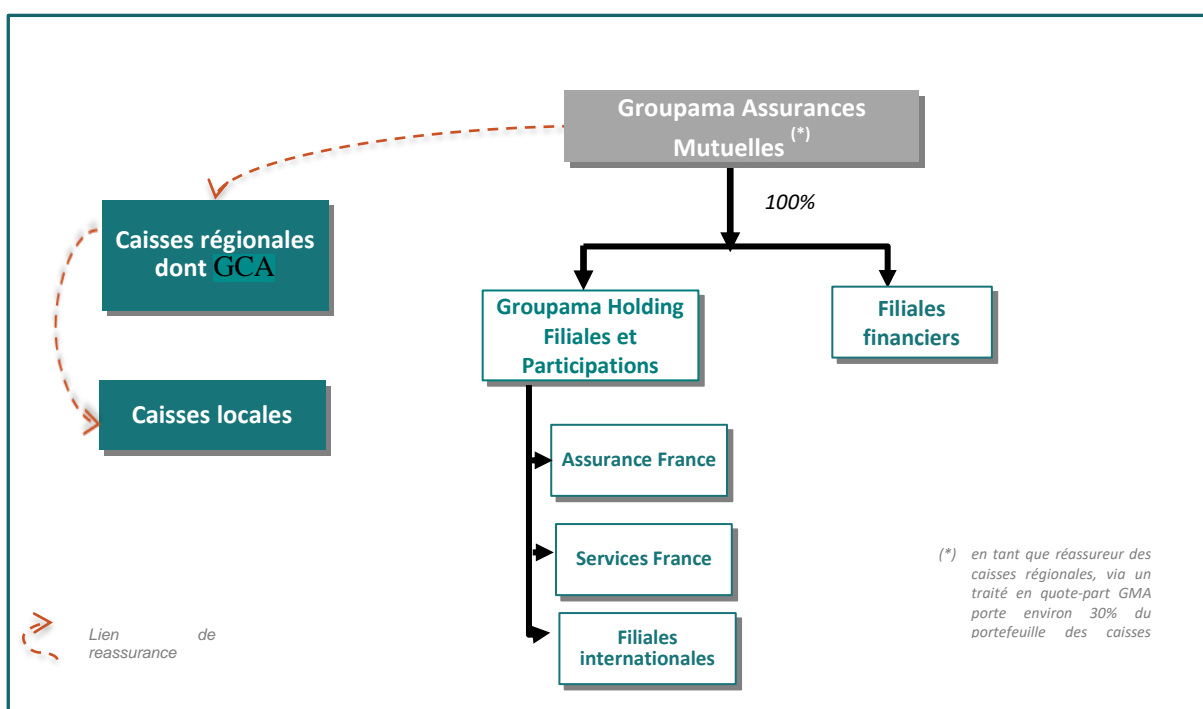 Groupama Assurances
Mutuelles (*)
100%
Caisses régionales
dont GCA
Groupama Holding
Filiales et
Participations
Filiales
financiers
Caisses locales
Assurance France
Services France
Filiales
internationales
(*) en tant que réassureur des
caisses régionales, via un
traité en quote-part GMA
porte environ 30% du
portefeuille des caisses
Lien de
reassurance